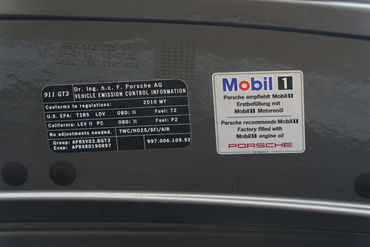 911 GT3
Dr. ing. h.c. F. Porsche AG
VEHICLE EMISSION CONTROL INFORMATION
Conforms to regulations: 2010 MY
U.S. EPA: T2B5 LDV OBD: II Fuel: T2
California: LEV II PC OBD: II Fuel: P2
No adjustments needed. TWC/HO2S/SFI/AIR
Group: APRXV03.8GT3
Evap: APRXR0190R97
997.006.109.92
Mobil 1
Porsche empfiehlt Mobil 1
Erstbefüllung mit
Mobil 1 Motorenöl
Porsche recommends Mobil 1
Factory filled with
Mobil 1 engine oil
PORSCHE